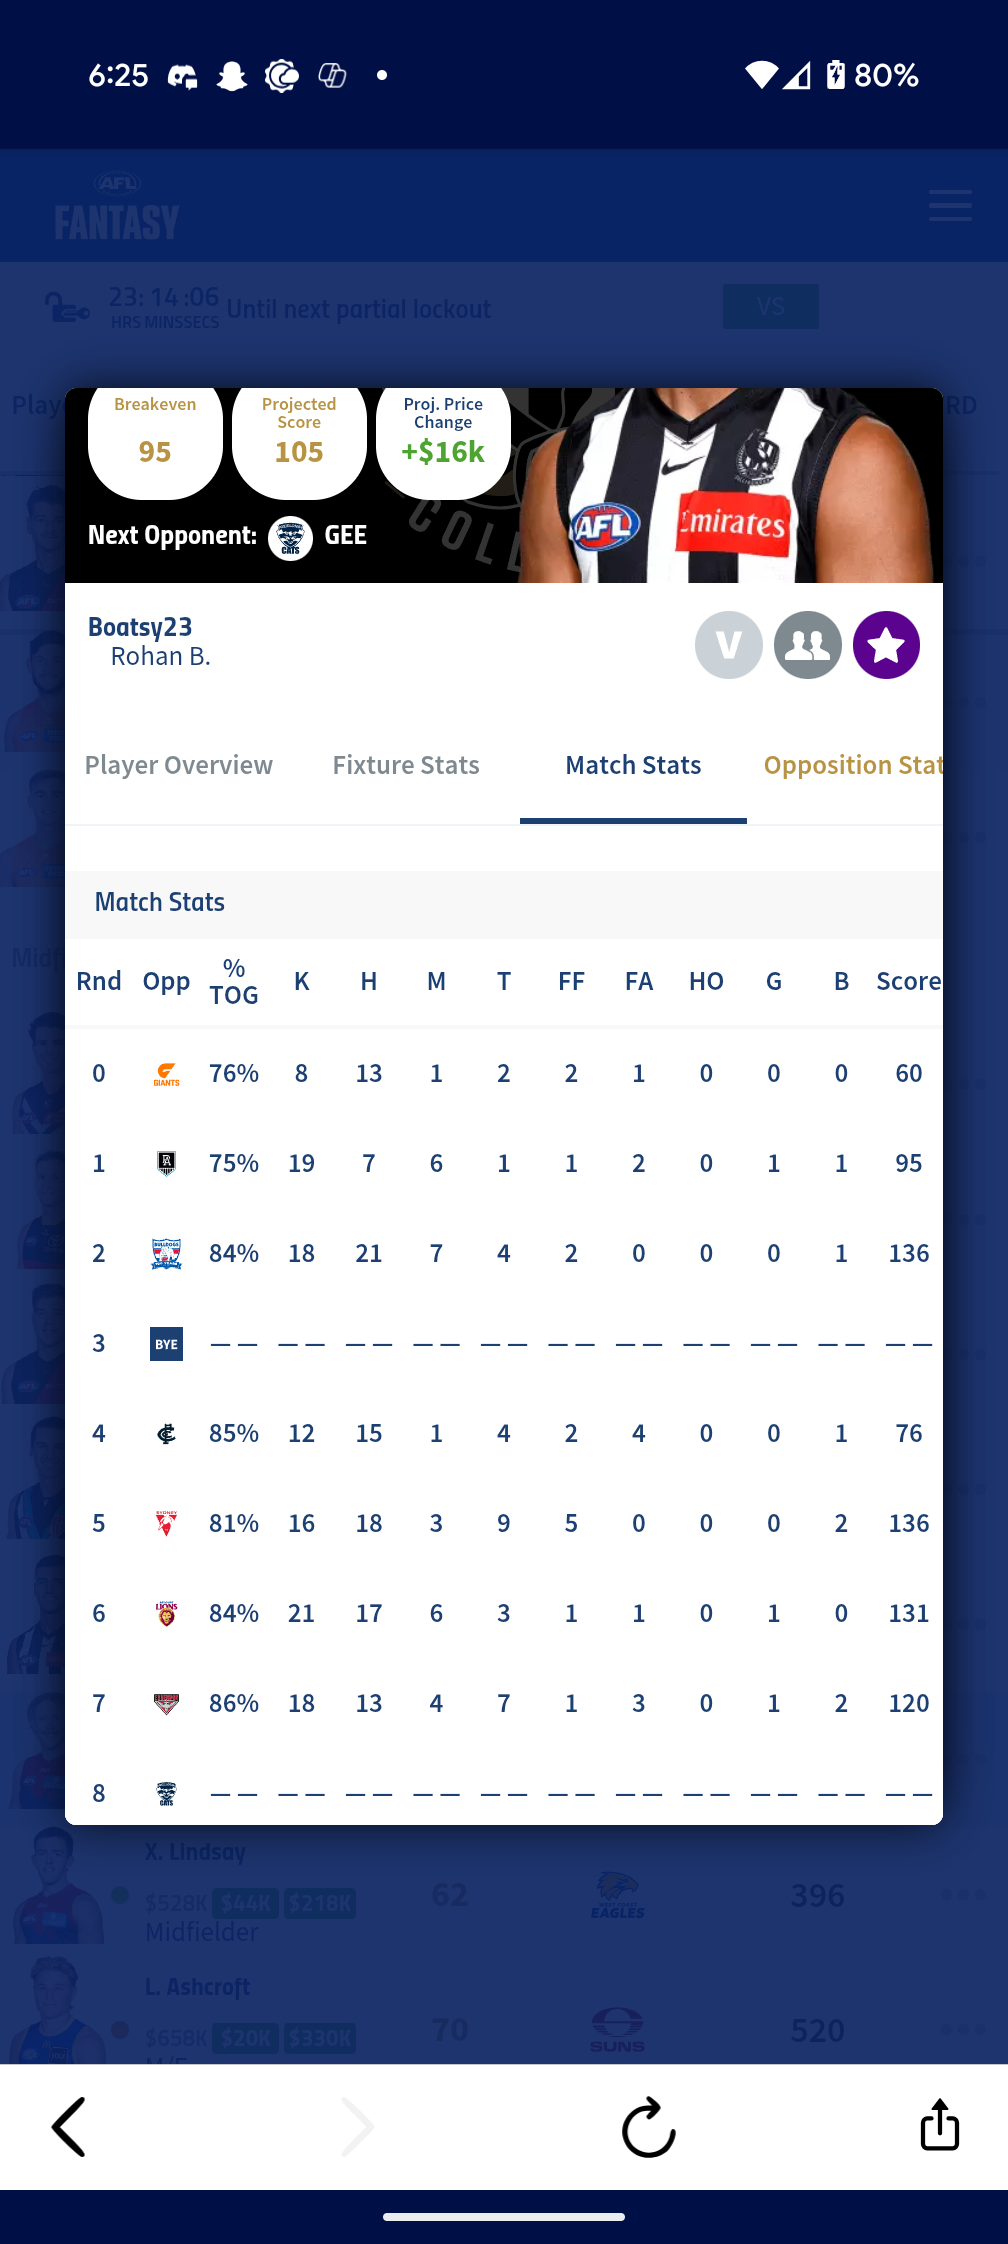 6:25 80%
AFL
FANTASY
23: 14 :06 Until next partial lockout VS
HRS MINS SECS
Breakeven Projected Score Proj. Price Change
95 105 +$16k
COLL
Emirates
AFL
Next Opponent: CATS GEE
Boatsy23
Rohan B.
V
Player Overview Fixture Stats Match Stats Opposition Stat
Match Stats
Rnd Opp % TOG K H M T FF FA HO G B Score
0 GIANTS 76% 8 13 1 2 2 1 0 0 0 60
1 75% 19 7 6 1 1 2 0 1 1 95
2 BULLDOGS 84% 18 21 7 4 2 0 0 0 1 136
3 BYE — — — — — — — — — — — — — — — — — — — — — —
4 85% 12 15 1 4 2 4 0 0 1 76
5 SYDNEY 81% 16 18 3 9 5 0 0 0 2 136
6 LIONS 84% 21 17 6 3 1 1 0 1 0 131
7 86% 18 13 4 7 1 3 0 1 2 120
8 CATS — — — — — — — — — — — — — — — — — — — — — —
X. Lindsay
$528K $44K $218K 62 EAGLES 396
Midfielder
L. Ashcroft
$658K $20K $330K 70 SUNS 520